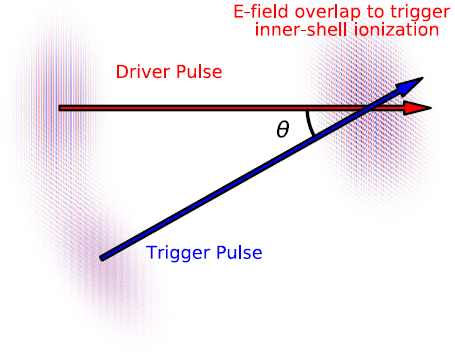 E-field overlap to trigger
inner-shell ionization
Driver Pulse
θ
Trigger Pulse